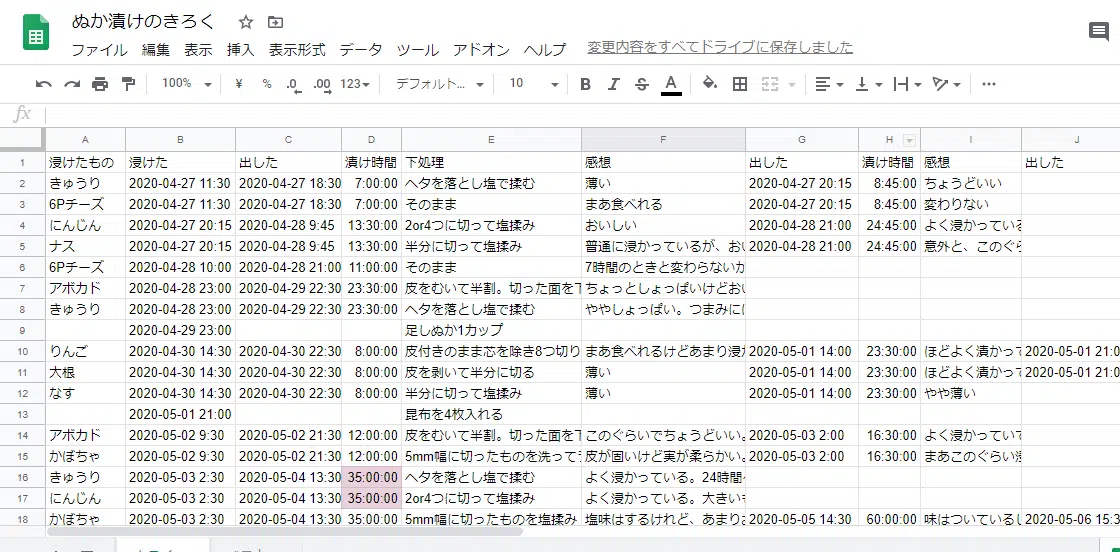 ぬか漬けのきろく
ファイル 編集 表示 挿入 表示形式 データ ツール アドオン ヘルプ 変更内容をすべてドライブに保存しました
100% ¥ % .0 .00 123 デフォルト... 10 B I S A
fx
A B C D E F G H I J
1 浸けたもの 浸けた 出した 漬け時間 下処理 感想 出した 漬け時間 感想 出した
2 きゅうり 2020-04-27 11:30 2020-04-27 18:30 7:00:00 ヘタを落とし塩で揉む 薄い 2020-04-27 20:15 8:45:00 ちょうどいい
3 6Pチーズ 2020-04-27 11:30 2020-04-27 18:30 7:00:00 そのまま まあ食べれる 2020-04-27 20:15 8:45:00 変わりない
4 にんじん 2020-04-27 20:15 2020-04-28 9:45 13:30:00 2or4つに切って塩揉み おいしい 2020-04-28 21:00 24:45:00 よく浸かっている
5 ナス 2020-04-27 20:15 2020-04-28 9:45 13:30:00 半分に切って塩揉み 普通に浸かっているが、おい 2020-04-28 21:00 24:45:00 意外と、このぐら
6 6Pチーズ 2020-04-28 10:00 2020-04-28 21:00 11:00:00 そのまま 7時間のときと変わらないか
7 アボカド 2020-04-28 23:00 2020-04-29 22:30 23:30:00 皮をむいて半割。切った面を下 ちょっとしょっぱいけどおい
8 きゅうり 2020-04-28 23:00 2020-04-29 22:30 23:30:00 ヘタを落とし塩で揉む ややしょっぱい。つまみに
9 2020-04-29 23:00 足しぬか1カップ
10 りんご 2020-04-30 14:30 2020-04-30 22:30 8:00:00 皮付きのまま芯を除き8つ切り まあ食べれるけどあまり浸か 2020-05-01 14:00 23:30:00 ほどよく漬かって 2020-05-01 21:0
11 大根 2020-04-30 14:30 2020-04-30 22:30 8:00:00 皮を剥いて半分に切る 薄い 2020-05-01 14:00 23:30:00 ほどよく漬かって 2020-05-01 21:0
12 なす 2020-04-30 14:30 2020-04-30 22:30 8:00:00 半分に切って塩揉み 薄い 2020-05-01 14:00 23:30:00 やや薄い
13 2020-05-01 21:00 昆布を4枚入れる
14 アボカド 2020-05-02 9:30 2020-05-02 21:30 12:00:00 皮をむいて半割。切った面を下 このぐらいでちょうどいい。 2020-05-03 2:00 16:30:00 よく浸かっていて
15 かぼちゃ 2020-05-02 9:30 2020-05-02 21:30 12:00:00 5mm幅に切ったものを洗って 皮が固いけど実が柔らかい。 2020-05-03 2:00 16:30:00 まあこのぐらい
16 きゅうり 2020-05-03 2:30 2020-05-04 13:30 35:00:00 ヘタを落とし塩で揉む よく浸かっている。24時間
17 にんじん 2020-05-03 2:30 2020-05-04 13:30 35:00:00 2or4つに切って塩揉み よく浸かっている。大きい
18 かぼちゃ 2020-05-03 2:30 2020-05-04 13:30 35:00:00 5mm幅に切ったものを塩揉み 塩味はするけれど、あまり 2020-05-05 14:30 60:00:00 味はついているし 2020-05-06 15:3